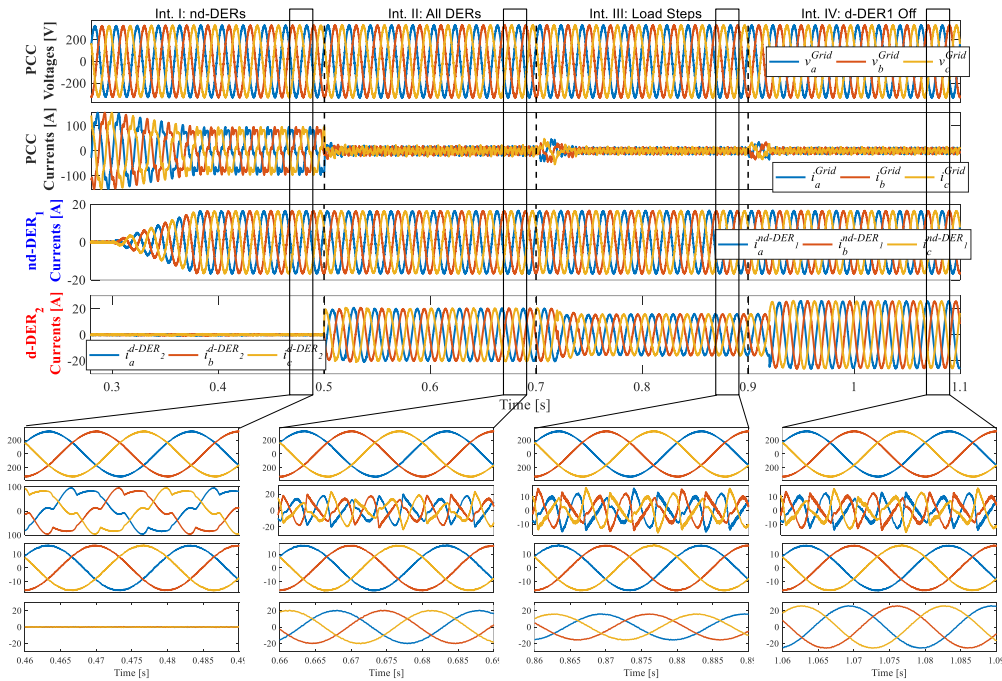 Int. I: nd-DERs Int. II: All DERs Int. III: Load Steps Int. IV: d-DER1 Off
PCC
Voltages [V]
200
0
-200
v_a^Grid v_b^Grid v_c^Grid
PCC
Currents [A]
100
0
-100
i_a^Grid i_b^Grid i_c^Grid
nd-DER1
Currents [A]
20
0
-20
i_a^nd-DER1 i_b^nd-DER1 i_c^nd-DER1
d-DER2
Currents [A]
20
0
-20
i_a^d-DER2 i_b^d-DER2 i_c^d-DER2
0.3 0.4 0.5 0.6 0.7 0.8 0.9 1 1.1
Time [s]
200 200 200 200
0 0 0 0
200 200 200 200
100 20 10 10
0 0 0 0
100 -20 -10 -10
10 10 10 10
0 0 0 0
-10 -10 -10 -10
20 20 20 20
0 0 0 0
-20 -20 -20 -20
0.46 0.465 0.47 0.475 0.48 0.485 0.49 0.66 0.665 0.67 0.675 0.68 0.685 0.69 0.86 0.865 0.87 0.875 0.88 0.885 0.89 1.06 1.065 1.07 1.075 1.08 1.085 1.09
Time [s] Time [s] Time [s] Time [s]